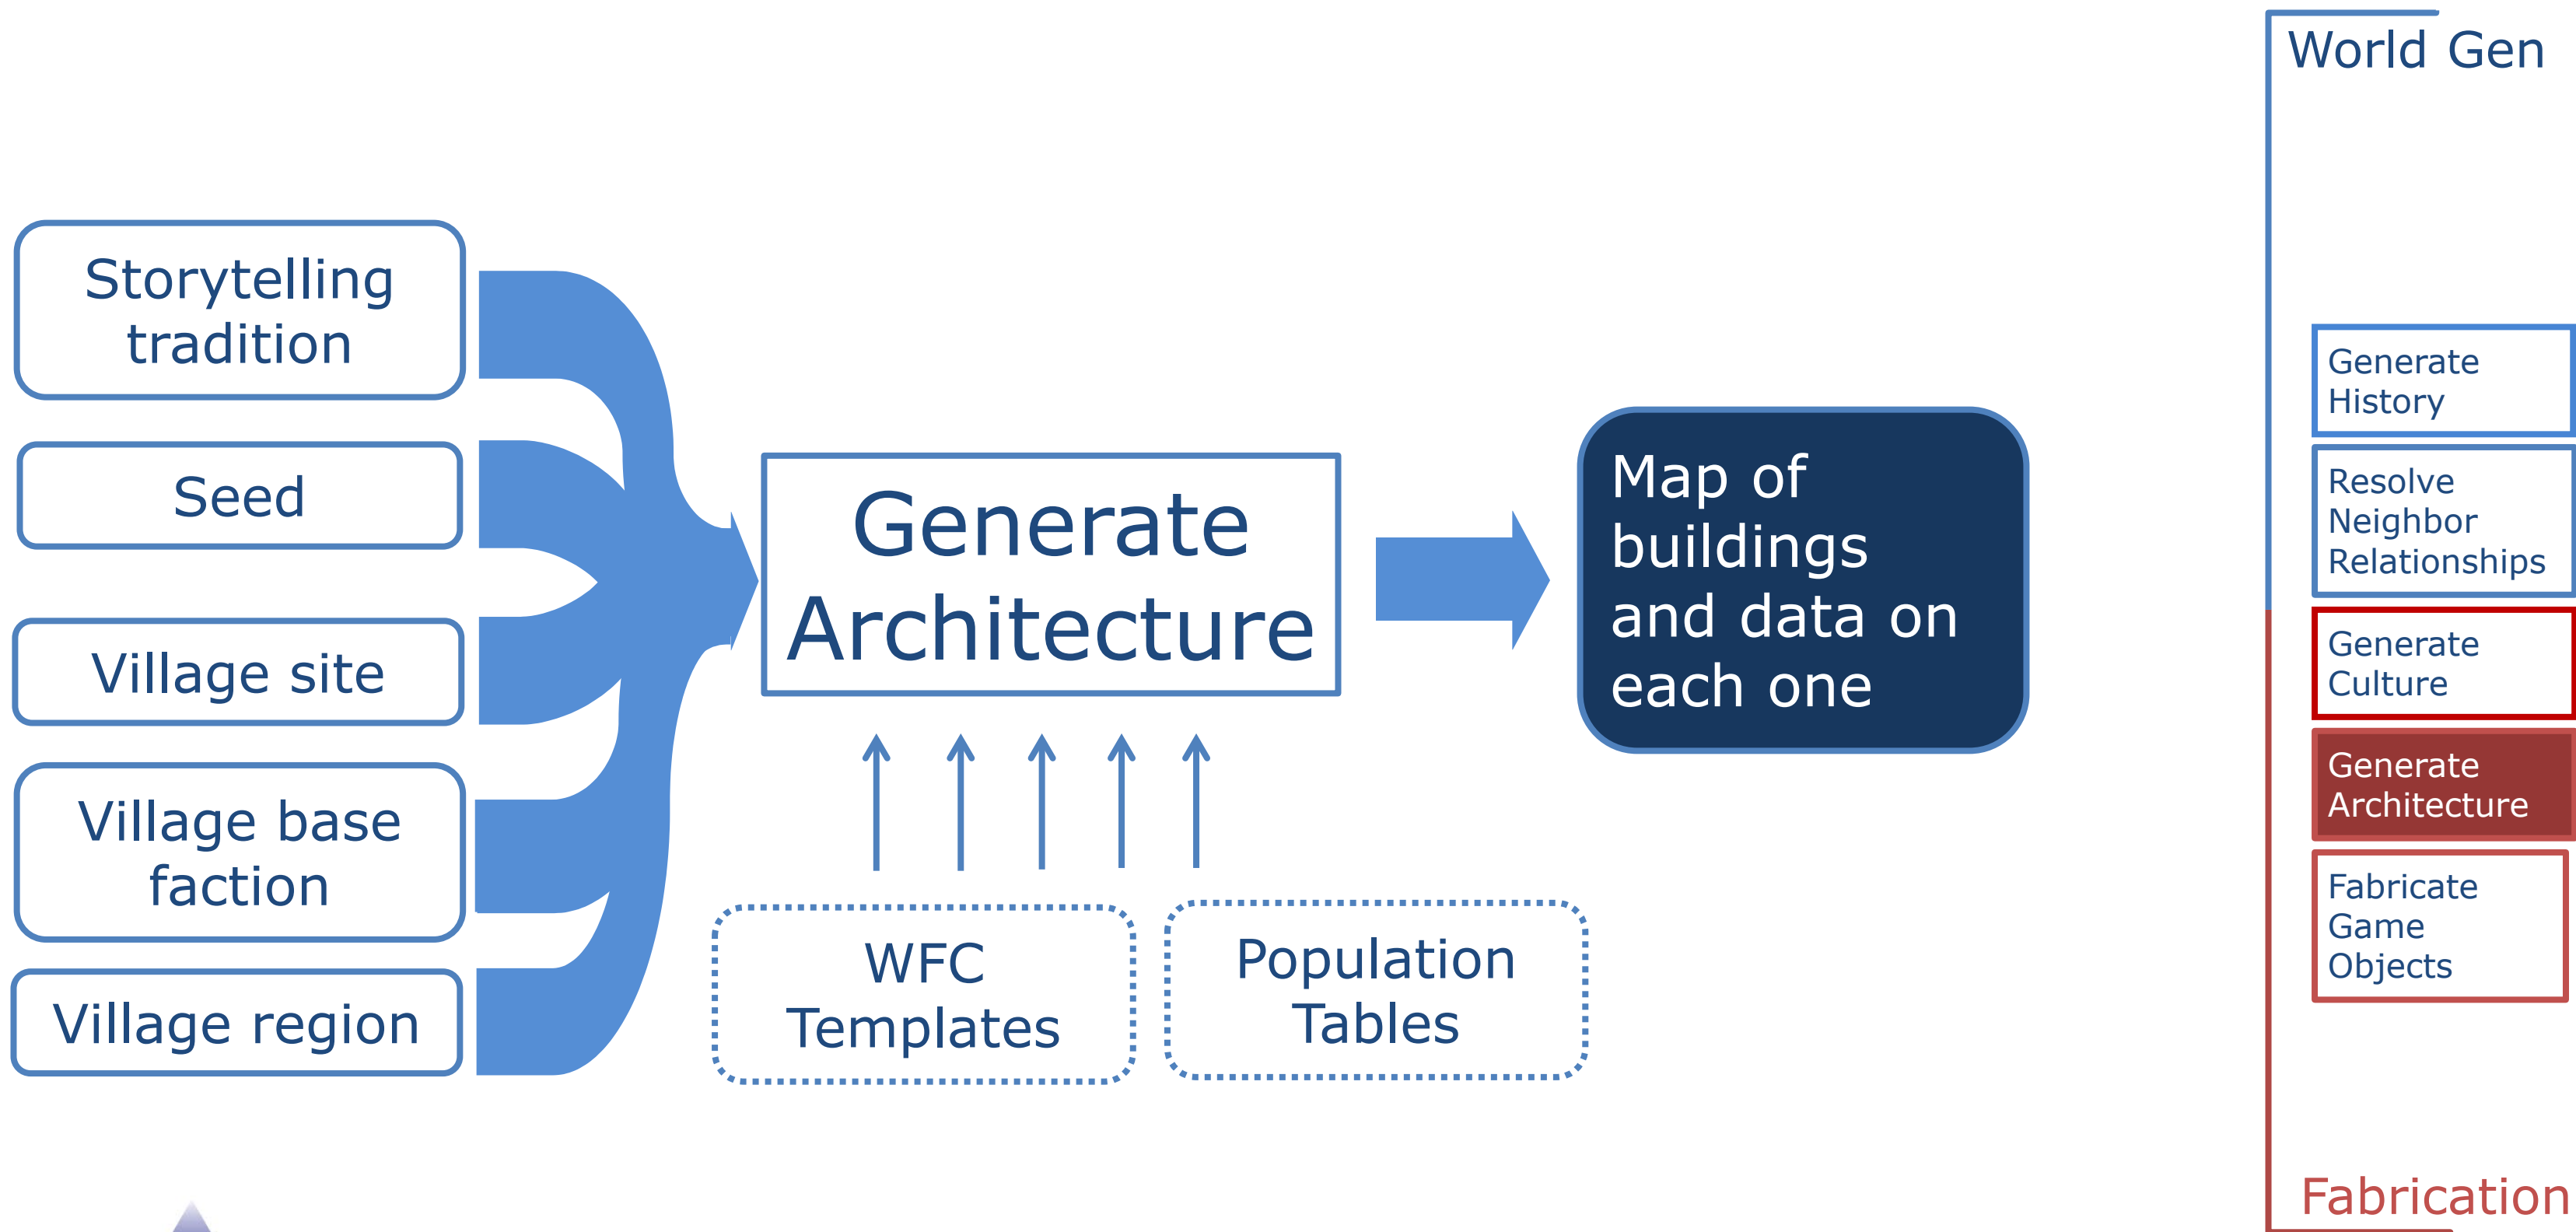 Storytelling
tradition
Seed
Village site
Village base
faction
Village region
Generate
Architecture
WFC
Templates
Population
Tables
Map of
buildings
and data on
each one
World Gen
Generate
History
Resolve
Neighbor
Relationships
Generate
Culture
Generate
Architecture
Fabricate
Game
Objects
Fabrication